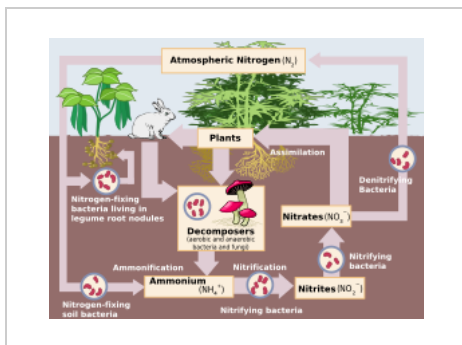 Atmospheric Nitrogen (N₂)
Plants
Assimilation
Denitrifying
Bacteria
Nitrogen-fixing
bacteria living in
legume root nodules
Nitrates (NO₃⁻)
Decomposers
(aerobic and anaerobic
bacteria and fungi)
Nitrifying
bacteria
Ammonification
Nitrification
Ammonium
(NH₄⁺)
Nitrites (NO₂⁻)
Nitrogen-fixing
soil bacteria
Nitrifying bacteria